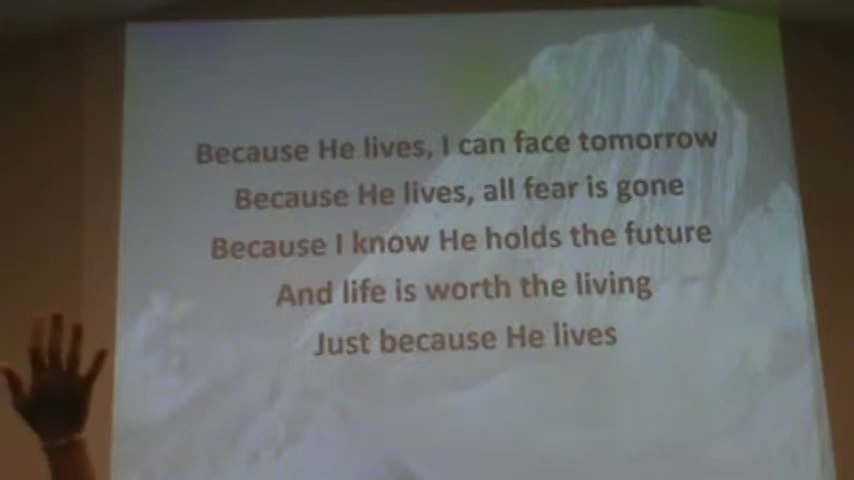 Because He lives, I can face tomorrow
Because He lives, all fear is gone
Because I know He holds the future
And life is worth the living
Just because He lives